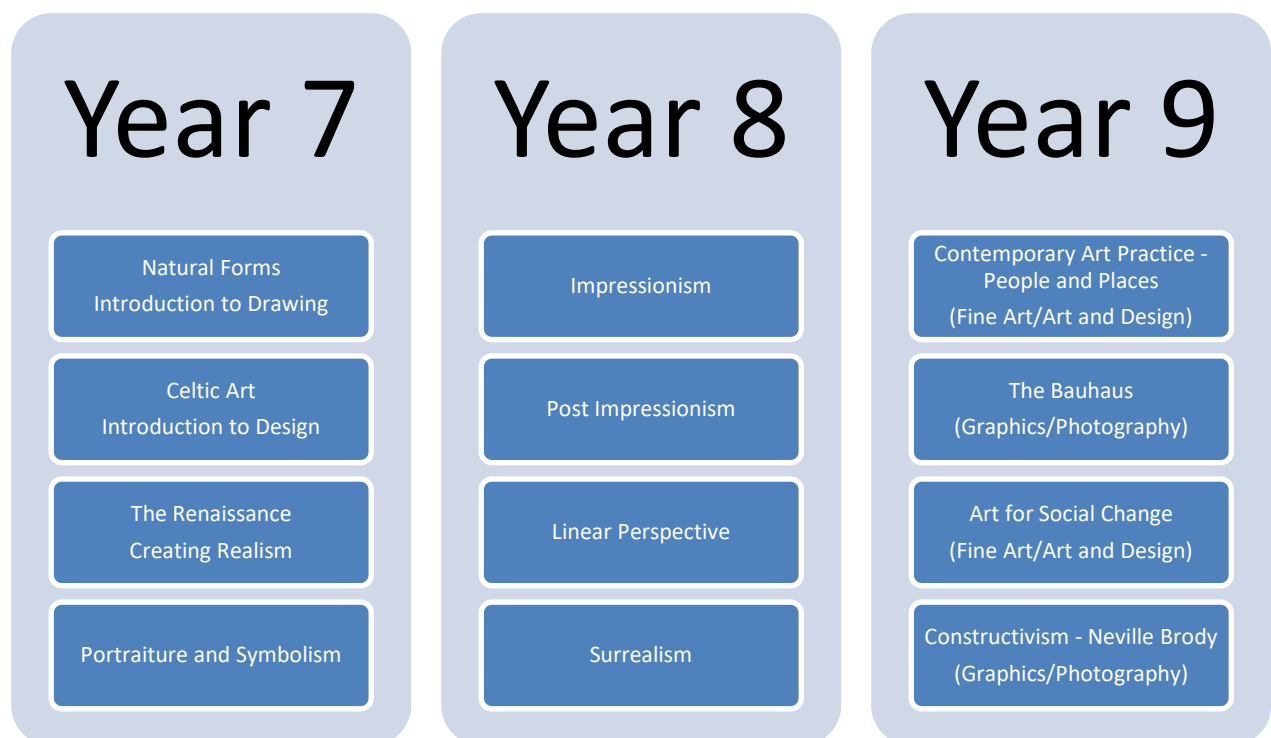 Year 7
Natural Forms
Introduction to Drawing
Celtic Art
Introduction to Design
The Renaissance
Creating Realism
Portraiture and Symbolism
Year 8
Impressionism
Post Impressionism
Linear Perspective
Surrealism
Year 9
Contemporary Art Practice -
People and Places
(Fine Art/Art and Design)
The Bauhaus
(Graphics/Photography)
Art for Social Change
(Fine Art/Art and Design)
Constructivism - Neville Brody
(Graphics/Photography)